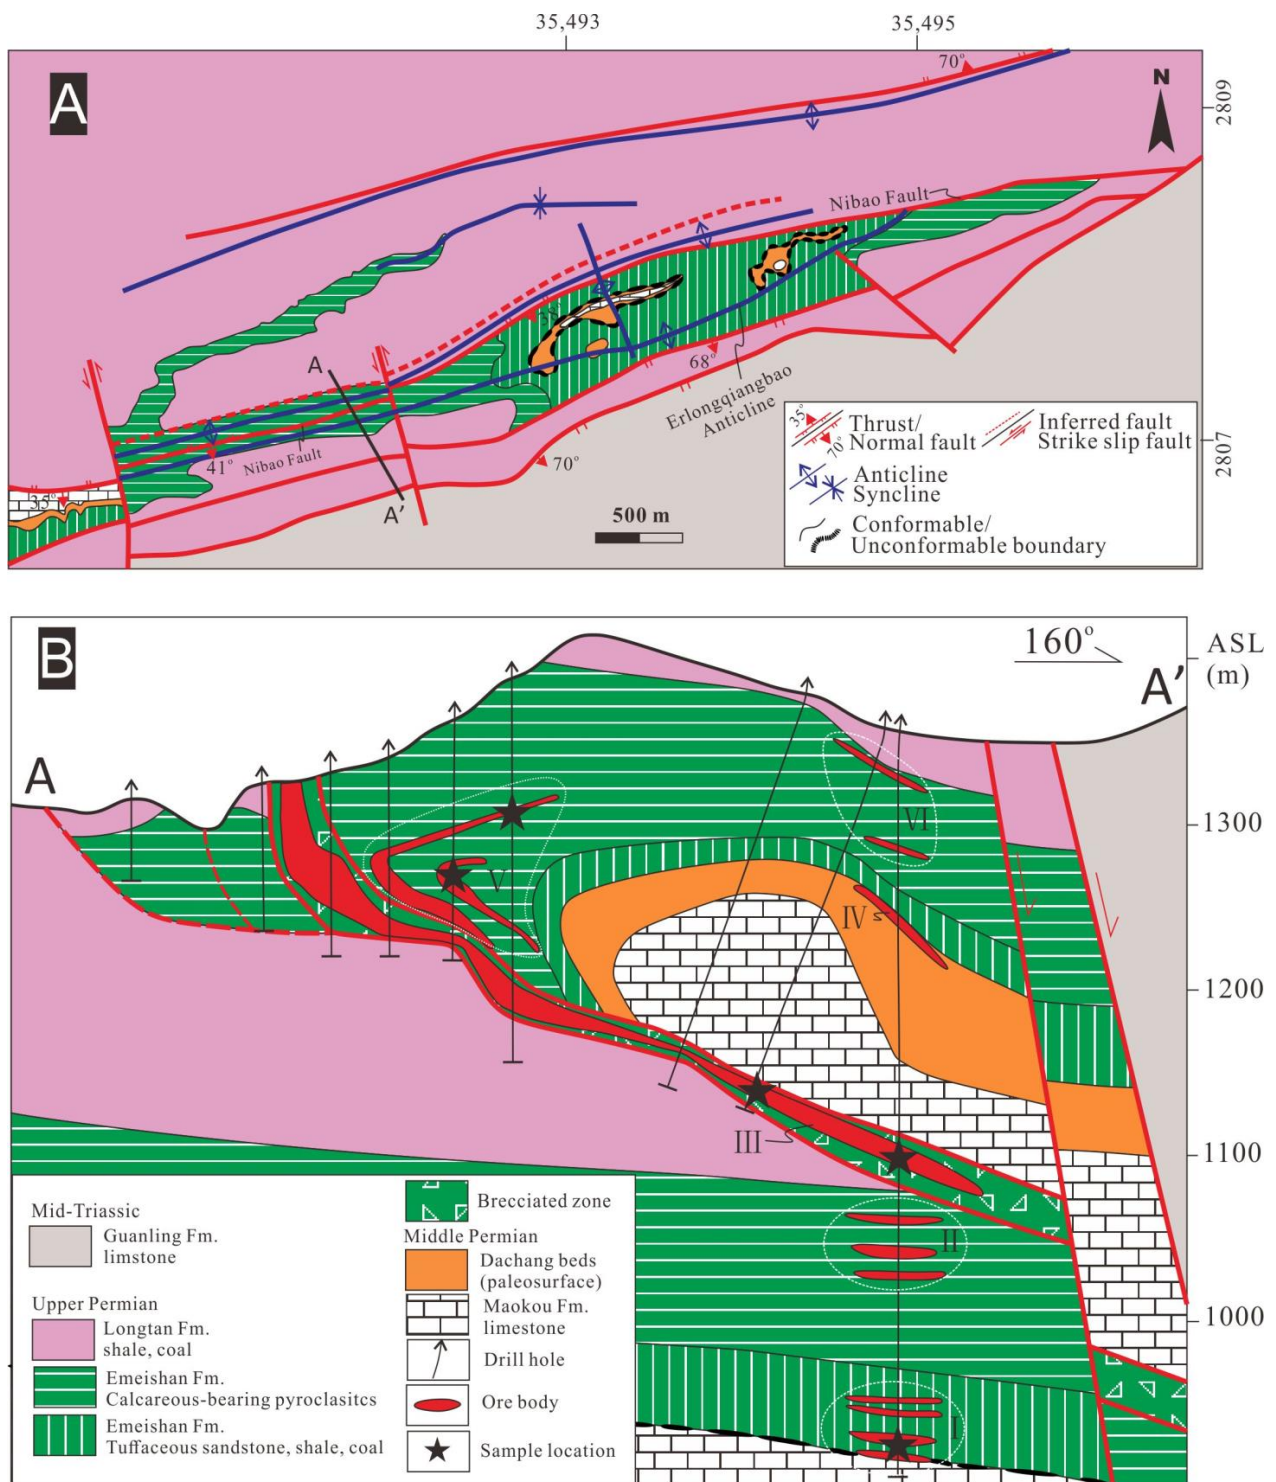 35,493
35,495
A
70°
N
2809
Nibao Fault
38°
A
68°
Erlongqiangbao
Anticline
41°
Nibao Fault
70°
2807
35°
A'
500 m
35°
70°
Thrust/
Normal fault
Inferred fault
Strike slip fault
Anticline
Syncline
Conformable/
Unconformable boundary
B
160°
ASL
(m)
A'
A
1300
VI
V
IV
1200
III
1100
II
1000
I
Mid-Triassic
Guanling Fm.
limstone
Upper Permian
Longtan Fm.
shale, coal
Emeishan Fm.
Calcareous-bearing pyroclasitcs
Emeishan Fm.
Tuffaceous sandstone, shale, coal
Brecciated zone
Middle Permian
Dachang beds
(paleosurface)
Maokou Fm.
limestone
Drill hole
Ore body
Sample location